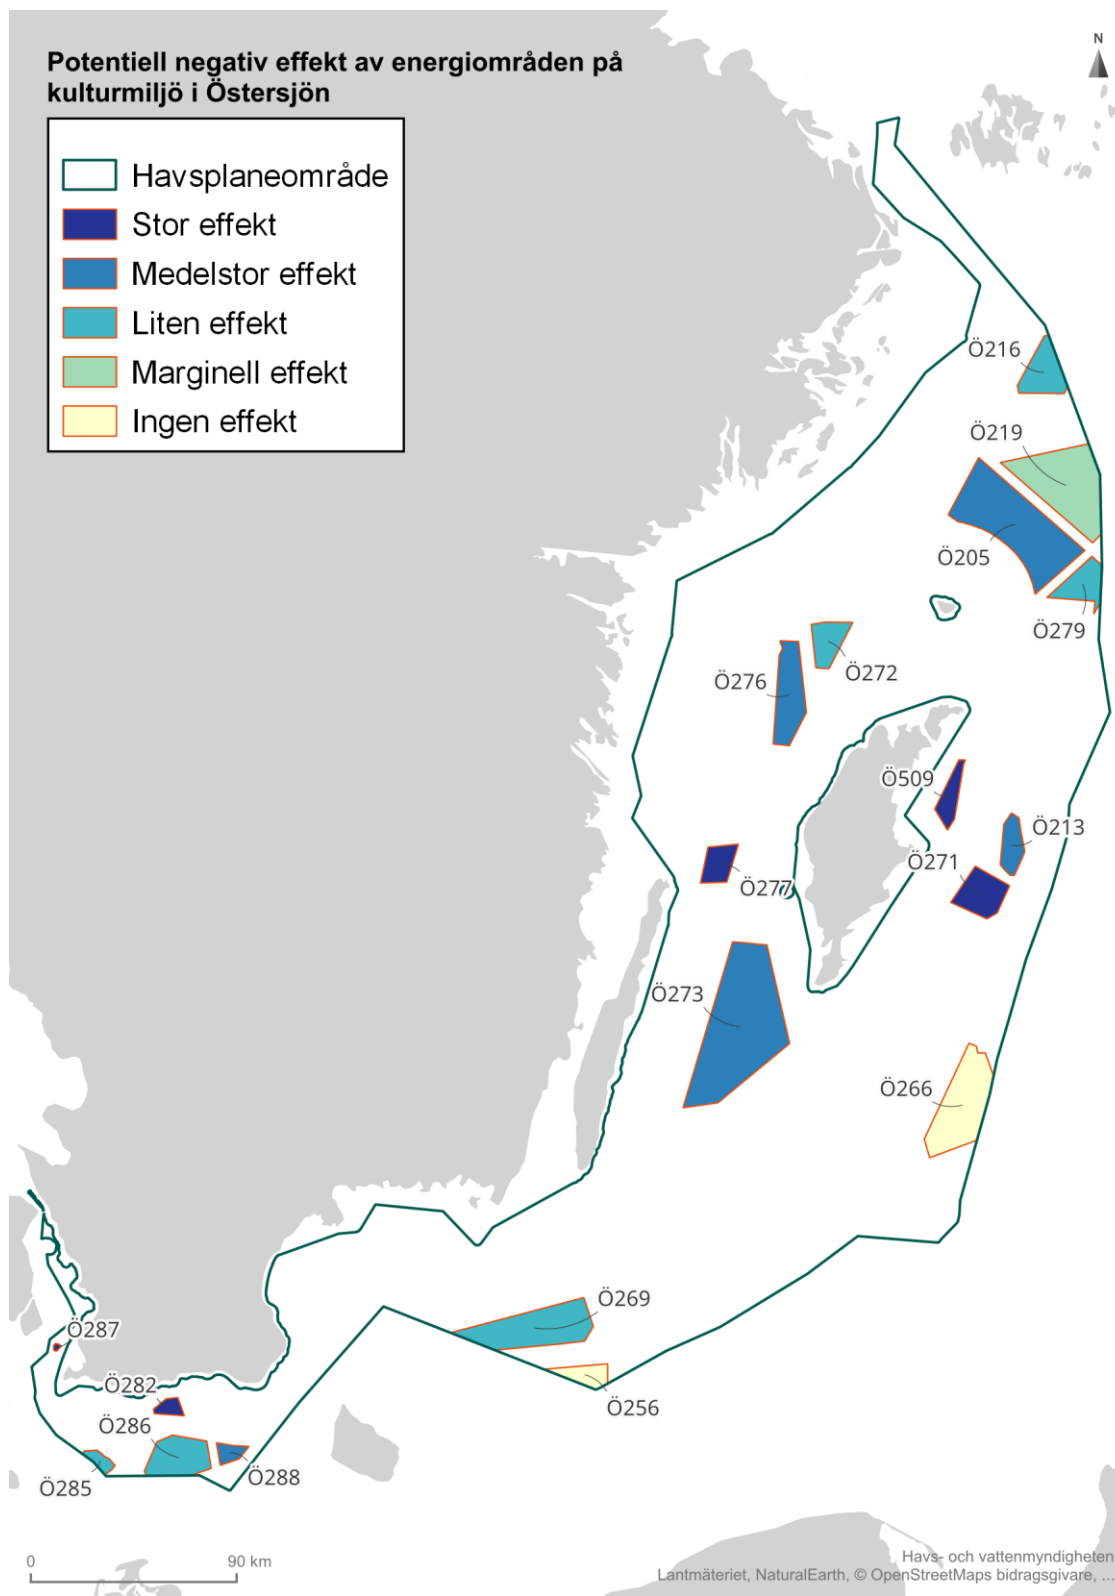 Potentiell negativ effekt av energiområden på
kulturmiljö i Östersjön
N
Havsplaneområde
Stor effekt
Medelstor effekt
Liten effekt
Marginell effekt
Ingen effekt
Ö216
Ö219
Ö205
Ö279
Ö272
Ö276
Ö509
Ö213
Ö271
Ö277
Ö273
Ö266
Ö269
Ö287
Ö282
Ö256
Ö286
Ö288
Ö285
0 90 km
Havs- och vattenmyndigheten
Lantmäteriet, NaturalEarth, © OpenStreetMaps bidragsgivare, ...